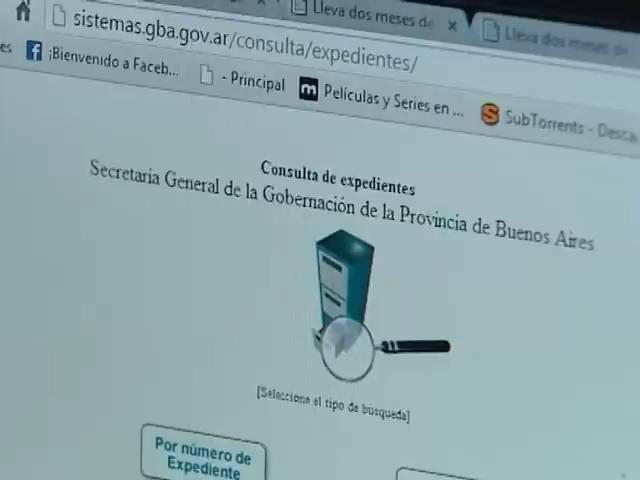 Lleva dos meses de
Lleva dos meses de
sistemas.gba.gov.ar/consulta/expedientes/
es
¡Bienvenido a Faceb...
- Principal
Películas y Series en ...
SubTorrents - Desca
Consulta de expedientes
Secretaria General de la Gobernación de la Provincia de Buenos Aires
[Seleccione el tipo de búsqueda]
Por número de
Expediente